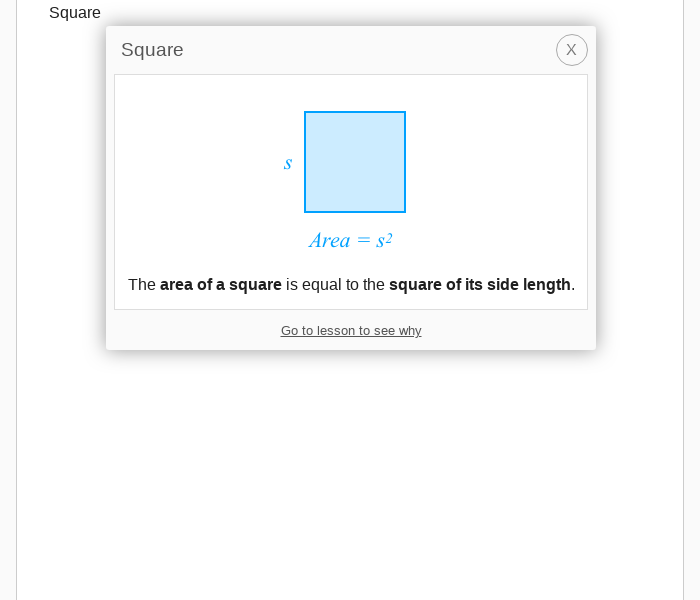 Square
Square
X
s
Area = s²
The area of a square is equal to the square of its side length.
Go to lesson to see why